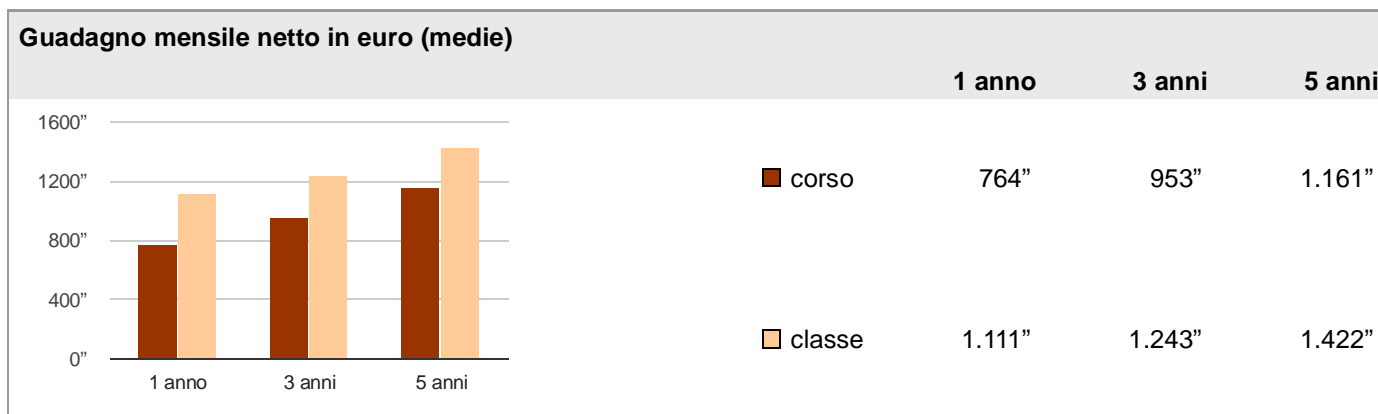 Guadagno mensile netto in euro (medie)
1 anno 3 anni 5 anni
1600”
1200”
800”
400”
0”
1 anno 3 anni 5 anni
corso 764” 953” 1.161”
classe 1.111” 1.243” 1.422”